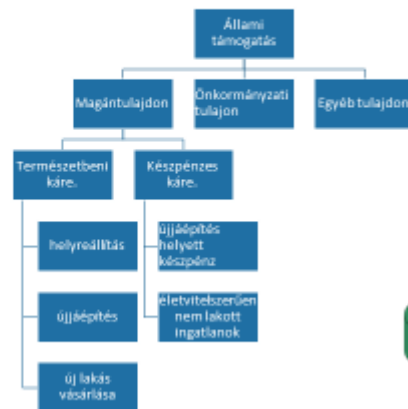 Állami
támogatás
Magántulajdon
Önkormányzati
tulajon
Egyéb tulajdon
Természetbeni
káre.
Készpénzes
káre.
helyreállítás
újjáépítés
helyett
készpénz
újjáépítés
életvitelszerűen
nem lakott
ingatlanok
új lakás
vásárlása